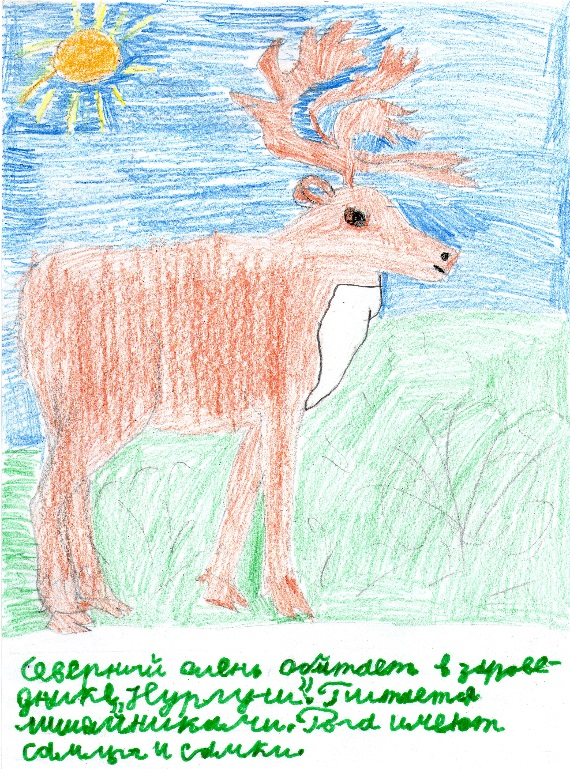 Северный олень обитает в запове-
днике „Нургуш". Питается
лишайниками. Рога имеют
самцы и самки.